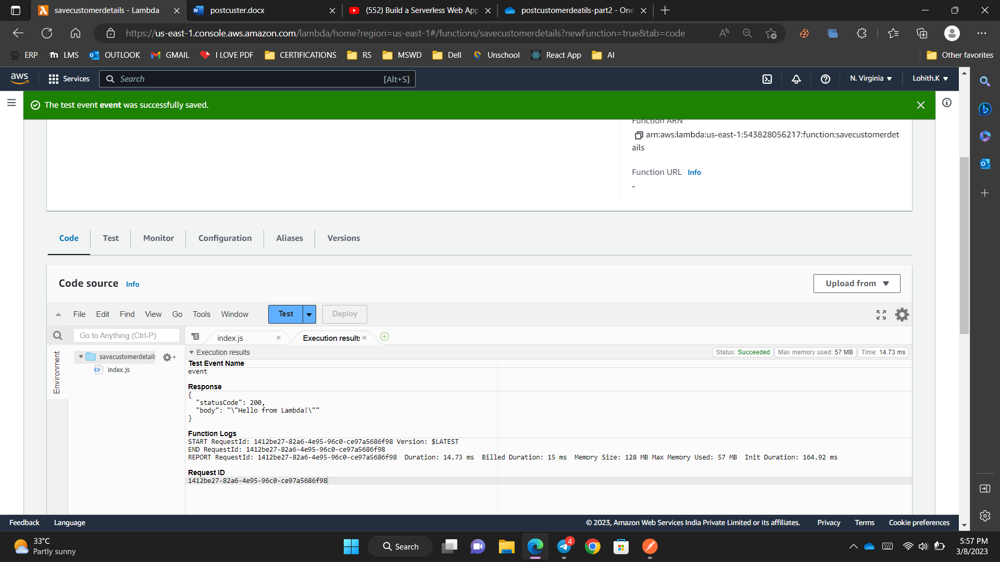 savecustomerdetails - Lambda
postcuster.docx
(552) Build a Serverless Web App
postcustomerdeatils-part2 - One
https://us-east-1.console.aws.amazon.com/lambda/home?region=us-east-1#/functions/savecustomerdetails?newFunction=true&tab=code
ERP LMS OUTLOOK GMAIL I LOVE PDF CERTIFICATIONS RS MSWD Dell Unschool React App AI Other favorites
aws Services Search [Alt+S] N. Virginia Lohith.K
The test event event was successfully saved.
Function ARN
arn:aws:lambda:us-east-1:543828056217:function:savecustomerdet
ails
Function URL Info
-
Code Test Monitor Configuration Aliases Versions
Code source Info
Upload from
File Edit Find View Go Tools Window Test Deploy
Go to Anything (Ctrl-P)
index.js
Execution results
Environment
savecustomerdetails
index.js
Execution results
Status: Succeeded Max memory used: 57 MB Time: 14.73 ms
Test Event Name
event
Response
{
"statusCode": 200,
"body": "\"Hello from Lambda!\""
}
Function Logs
START RequestId: 1412be27-82a6-4e95-96c0-ce97a5686f98 Version: $LATEST
END RequestId: 1412be27-82a6-4e95-96c0-ce97a5686f98
REPORT RequestId: 1412be27-82a6-4e95-96c0-ce97a5686f98 Duration: 14.73 ms Billed Duration: 15 ms Memory Size: 128 MB Max Memory Used: 57 MB Init Duration: 164.92 ms
Request ID
1412be27-82a6-4e95-96c0-ce97a5686f98
Feedback Language © 2023, Amazon Web Services India Private Limited or its affiliates. Privacy Terms Cookie preferences
33°C
Partly sunny
Search
4
5:57 PM
3/8/2023